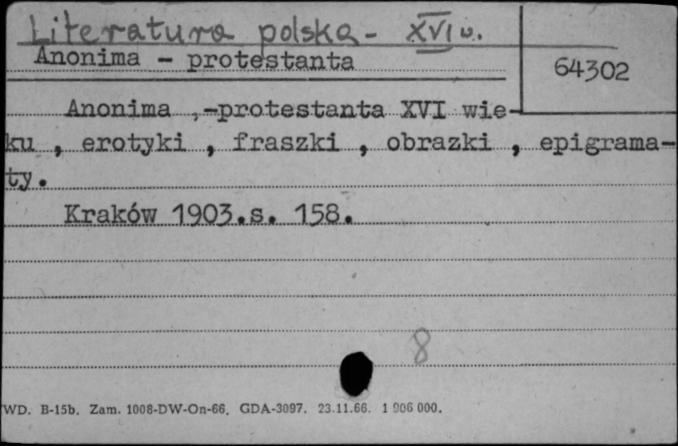 Literatura polska - XVI w.
Anonima - protestanta
64302
Anonima ,-protestanta XVI wie-
ku , erotyki , fraszki , obrazki , epigrama-
ty.
Kraków 1903.s. 158.
8
WD. B-15b. Zam. 1008-DW-On-66. GDA-3097. 23.11.66. 1 906 000.